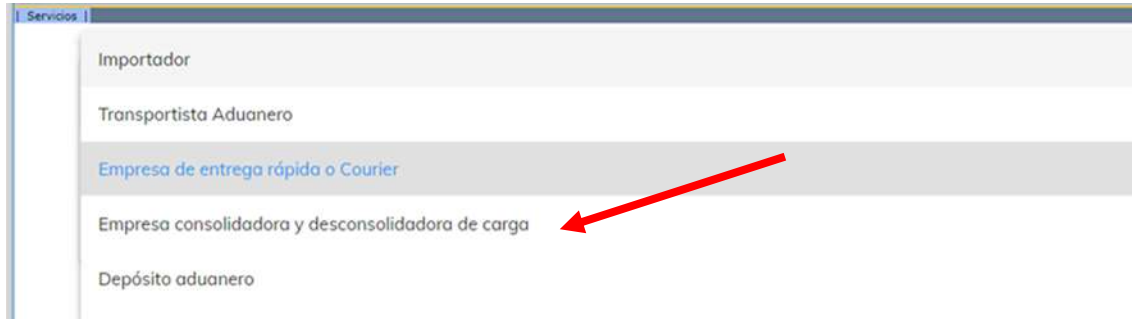 | Servicios |
Importador
Transportista Aduanero
Empresa de entrega rápida o Courier
Empresa consolidadora y desconsolidadora de carga
Depósito aduanero